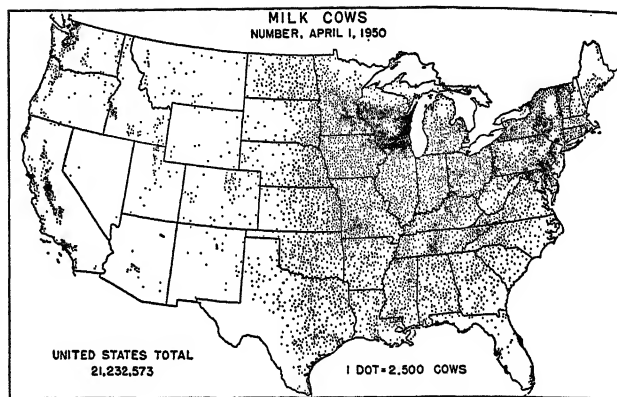 MILK COWS
NUMBER, APRIL 1, 1950
UNITED STATES TOTAL
21,232,573
1 DOT = 2,500 COWS